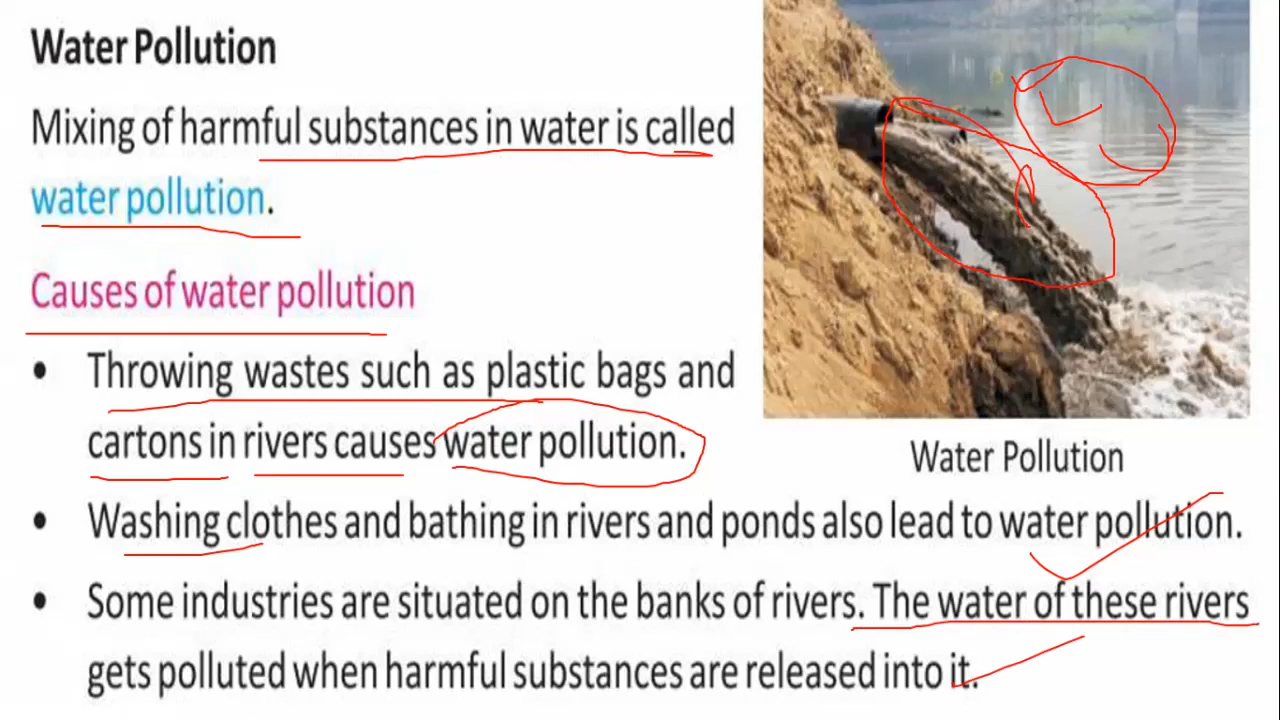 Water Pollution
Mixing of harmful substances in water is called
water pollution.
Causes of water pollution
• Throwing wastes such as plastic bags and
cartons in rivers causes water pollution.
Water Pollution
• Washing clothes and bathing in rivers and ponds also lead to water pollution.
• Some industries are situated on the banks of rivers. The water of these rivers
gets polluted when harmful substances are released into it.